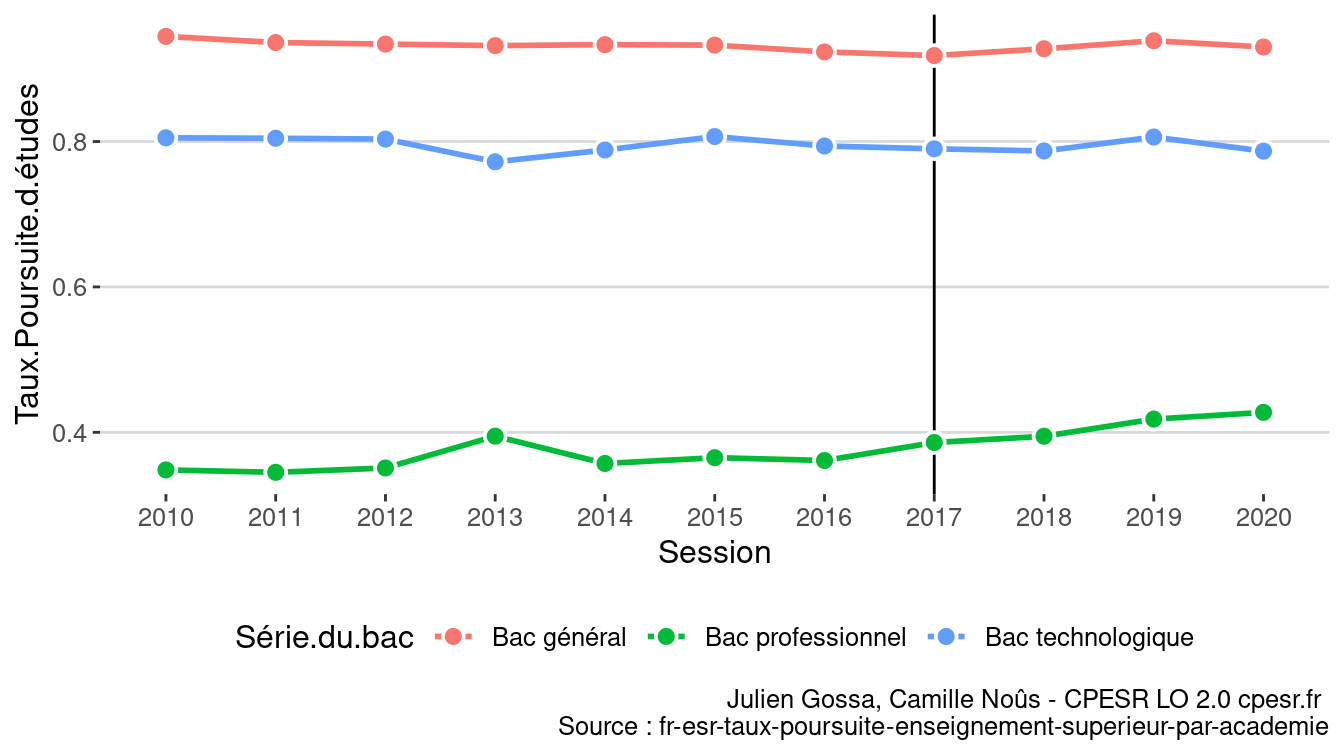 Taux.Poursuite.d.études
0.8
0.6
0.4
2010 2011 2012 2013 2014 2015 2016 2017 2018 2019 2020
Session
Série.du.bac Bac général Bac professionnel Bac technologique
Julien Gossa, Camille Noûs - CPESR LO 2.0 cpesr.fr
Source : fr-esr-taux-poursuite-enseignement-superieur-par-academie